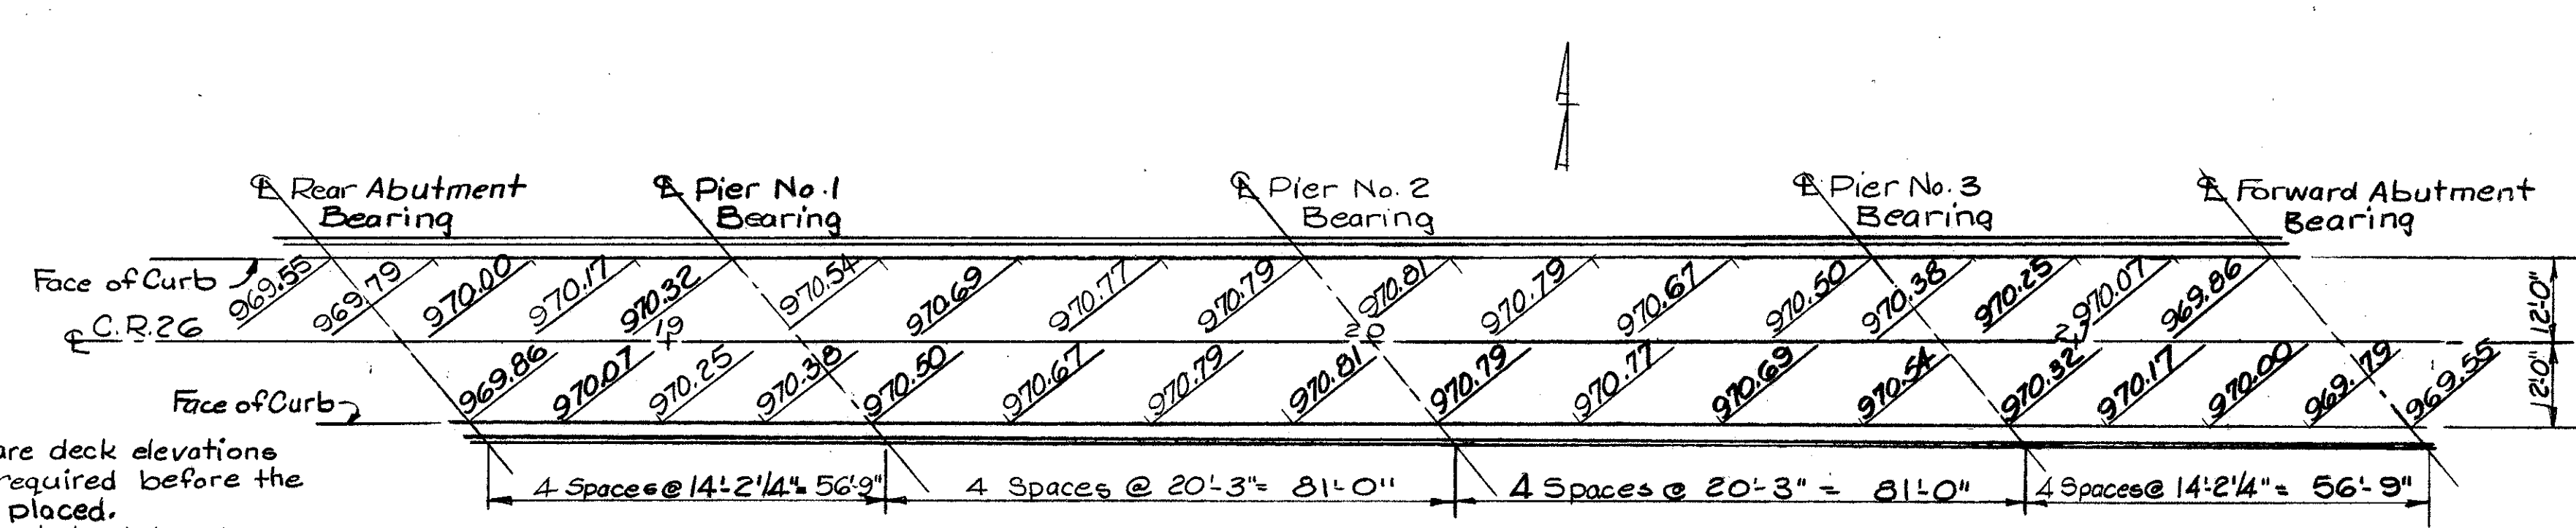 ℄ Rear Abutment
Bearing
℄ Pier No. 1
Bearing
℄ Pier No. 2
Bearing
℄ Pier No. 3
Bearing
℄ Forward Abutment
Bearing
Face of Curb
969.55 969.79 970.00 970.17 970.32 970.54 970.69 970.77 970.79 970.81 970.79 970.67 970.50 970.38 970.25 970.07 969.86
12'-0"
℄ C.R.26
19 20 21
969.86 970.07 970.25 970.38 970.50 970.67 970.79 970.81 970.79 970.77 970.69 970.54 970.32 970.17 970.00 969.79 969.55
12'-0"
Face of Curb
are deck elevations
required before the
placed.
4 Spaces @ 14'-2 1/4" = 56'-9"
4 Spaces @ 20'-3" = 81'-0"
4 Spaces @ 20'-3" = 81'-0"
4 Spaces @ 14'-2 1/4" = 56'-9"